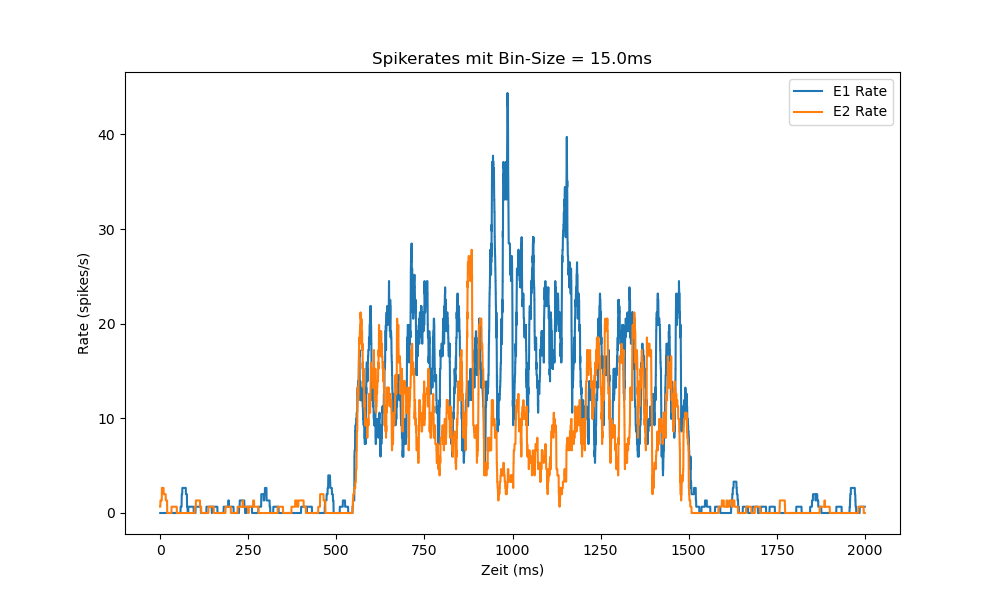 Spikerates mit Bin-Size = 15.0ms
E1 Rate
E2 Rate
Rate (spikes/s)
40
30
20
10
0
0 250 500 750 1000 1250 1500 1750 2000
Zeit (ms)